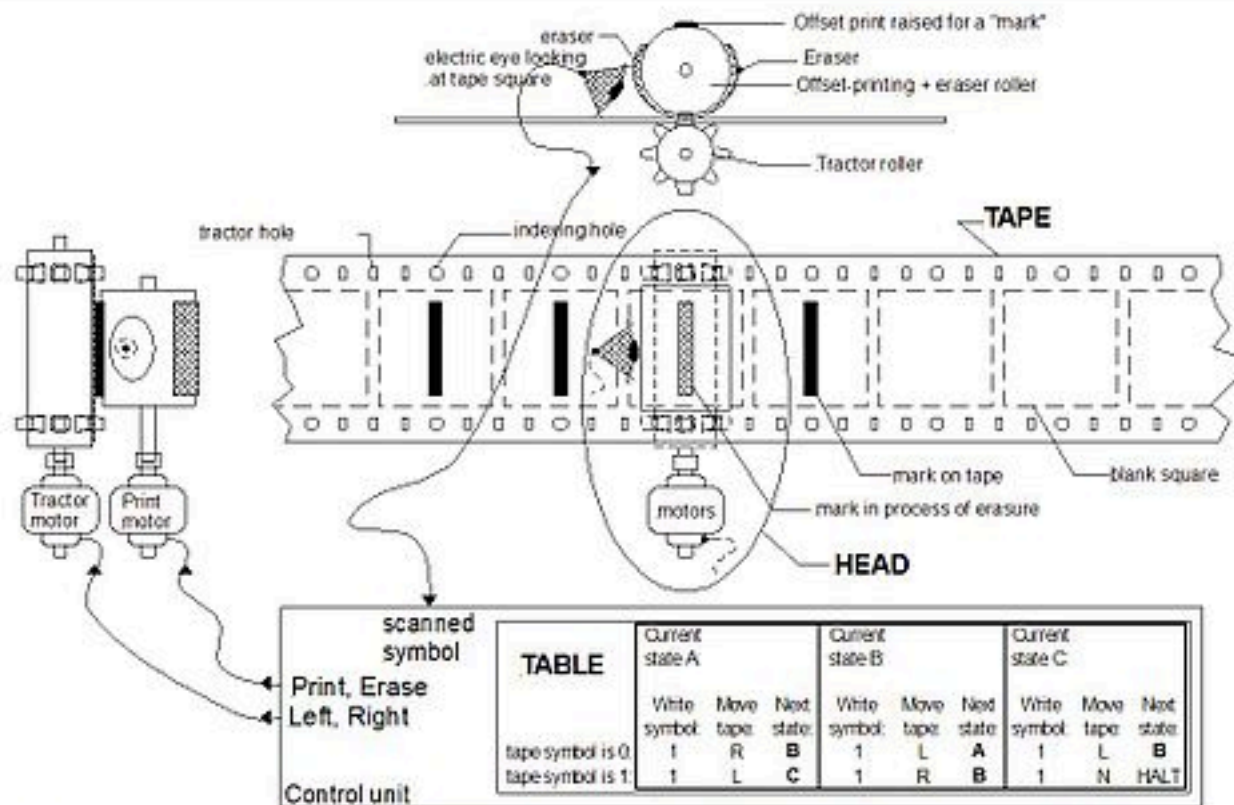 Offset print raised for a "mark"
eraser
electric eye looking
at tape square
Eraser
Offset-printing + eraser roller
Tractor roller
TAPE
tractor hole
indexing hole
mark on tape
blank square
mark in process of erasure
HEAD
Tractor
motor
Print
motor
motors
scanned
symbol
Print, Erase
Left, Right
Control unit
TABLE
Current
state A
Current
state B
Current
state C
Write Move Next Write Move Next Write Move Next
symbol: tape: state: symbol: tape: state: symbol: tape: state:
tape symbol is 0: 1 R B 1 L A 1 L B
tape symbol is 1: 1 L C 1 R B 1 N HALT